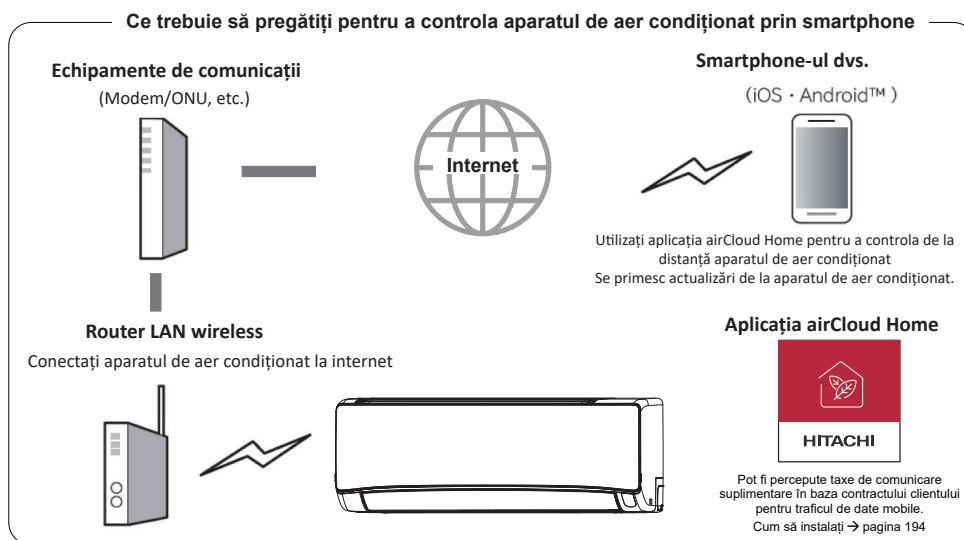 Ce trebuie să pregătiți pentru a controla aparatul de aer condiționat prin smartphone
Echipamente de comunicații
(Modem/ONU, etc.)
Internet
Smartphone-ul dvs.
(iOS・Android™)
Utilizați aplicația airCloud Home pentru a controla de la
distanță aparatul de aer condiționat
Se primesc actualizări de la aparatul de aer condiționat.
Router LAN wireless
Conectați aparatul de aer condiționat la internet
Aplicația airCloud Home
HITACHI
Pot fi percepute taxe de comunicare
suplimentare în baza contractului clientului
pentru traficul de date mobile.
Cum să instalați → pagina 194